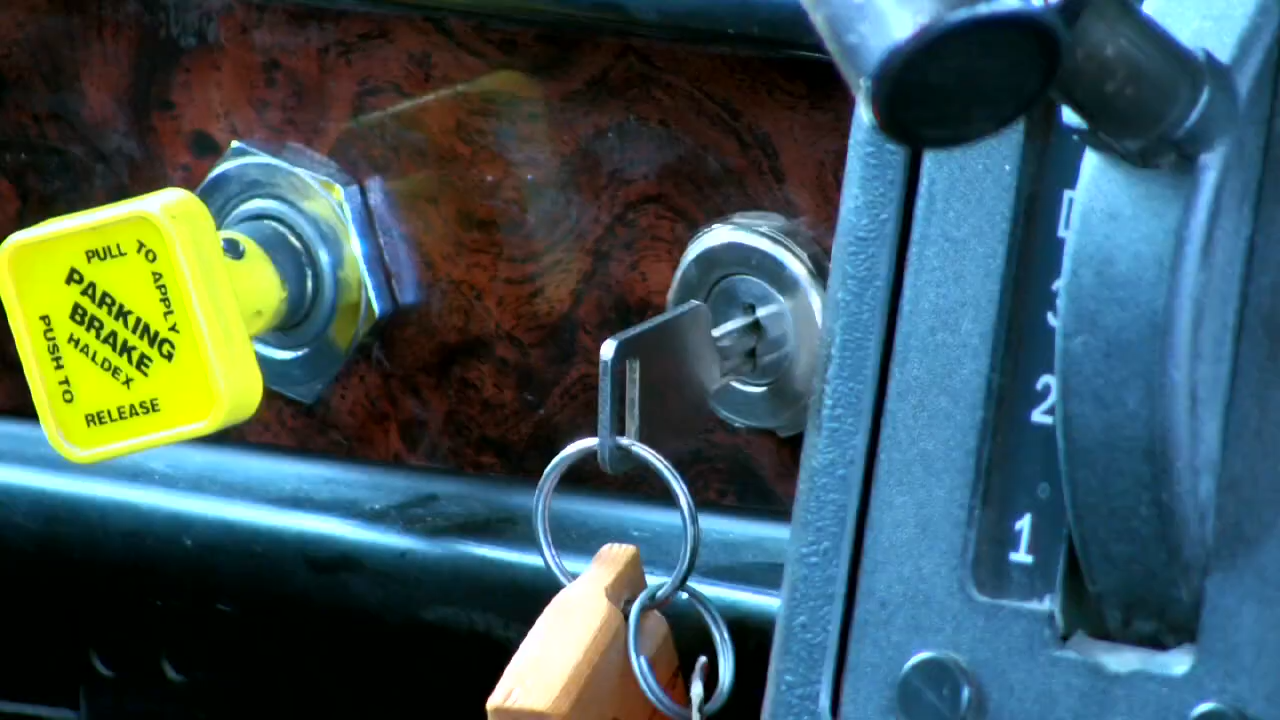 PULL TO APPLY
PARKING
BRAKE
HALDEX
PUSH TO
RELEASE
D
3
2
1